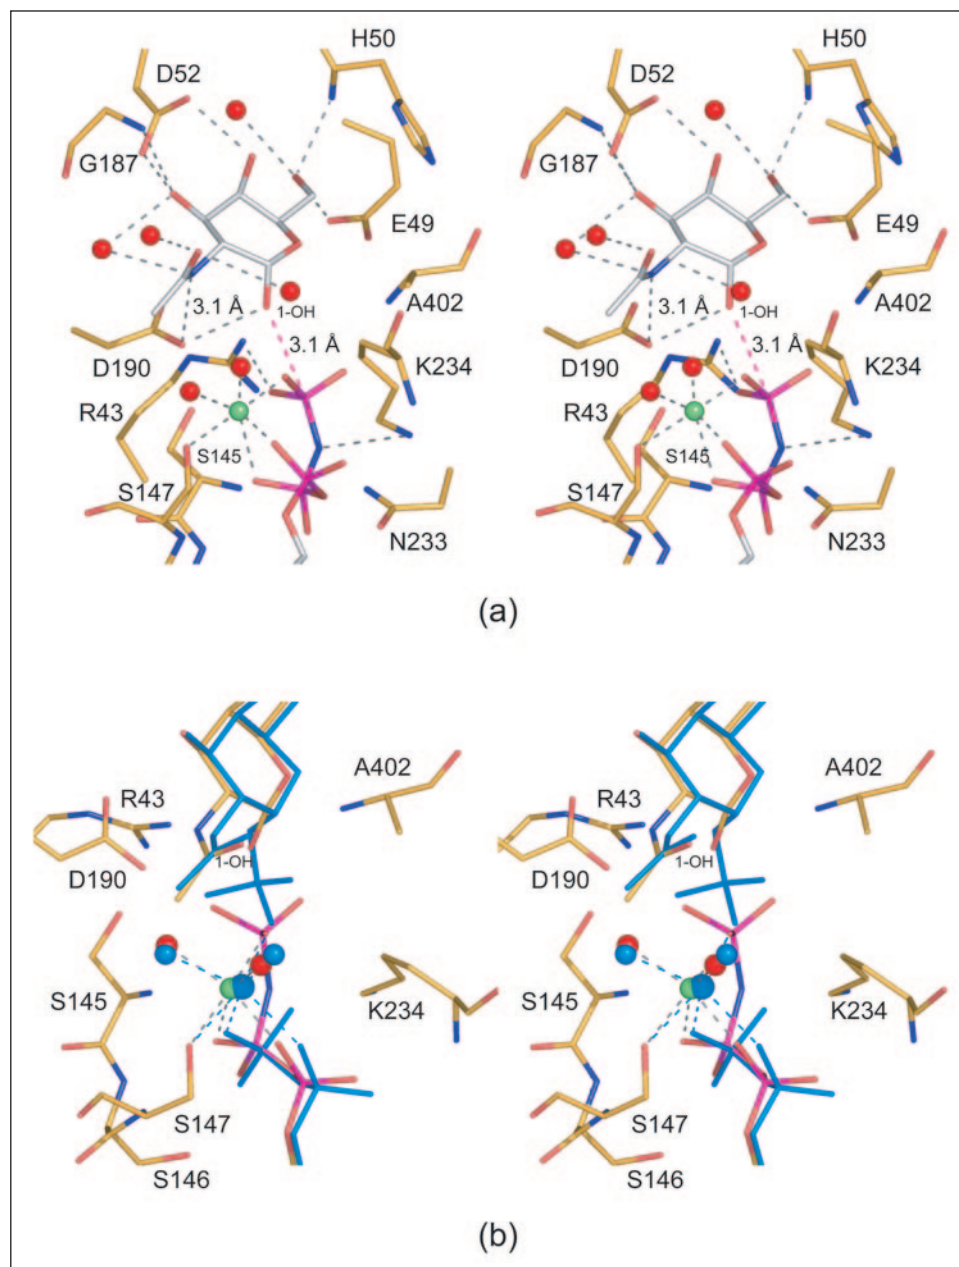 H50 H50
D52 D52
G187 G187
E49 E49
A402 A402
3.1 Å 3.1 Å
1-OH 1-OH
3.1 Å 3.1 Å
D190 D190
K234 K234
R43 R43
S145 S145
S147 S147
N233 N233
(a)
A402 A402
R43 R43
1-OH 1-OH
D190 D190
S145 S145
K234 K234
S147 S147
S146 S146
(b)